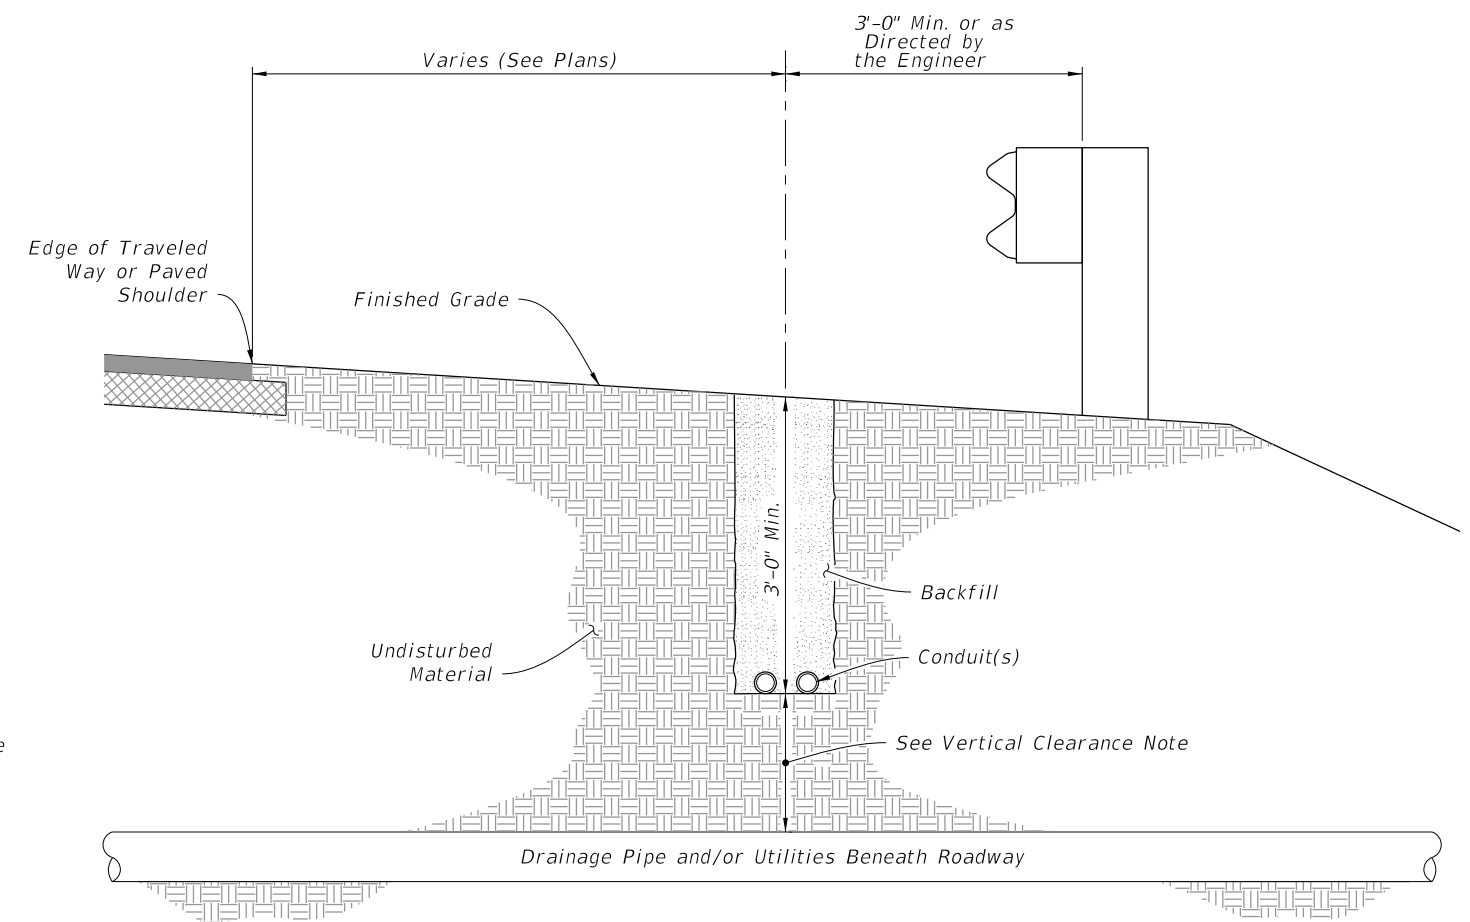 3'-0" Min. or as
Directed by
the Engineer
Varies (See Plans)
Edge of Traveled
Way or Paved
Shoulder
Finished Grade
3'-0" Min.
Backfill
Undisturbed
Material
Conduit(s)
See Vertical Clearance Note
e
Drainage Pipe and/or Utilities Beneath Roadway